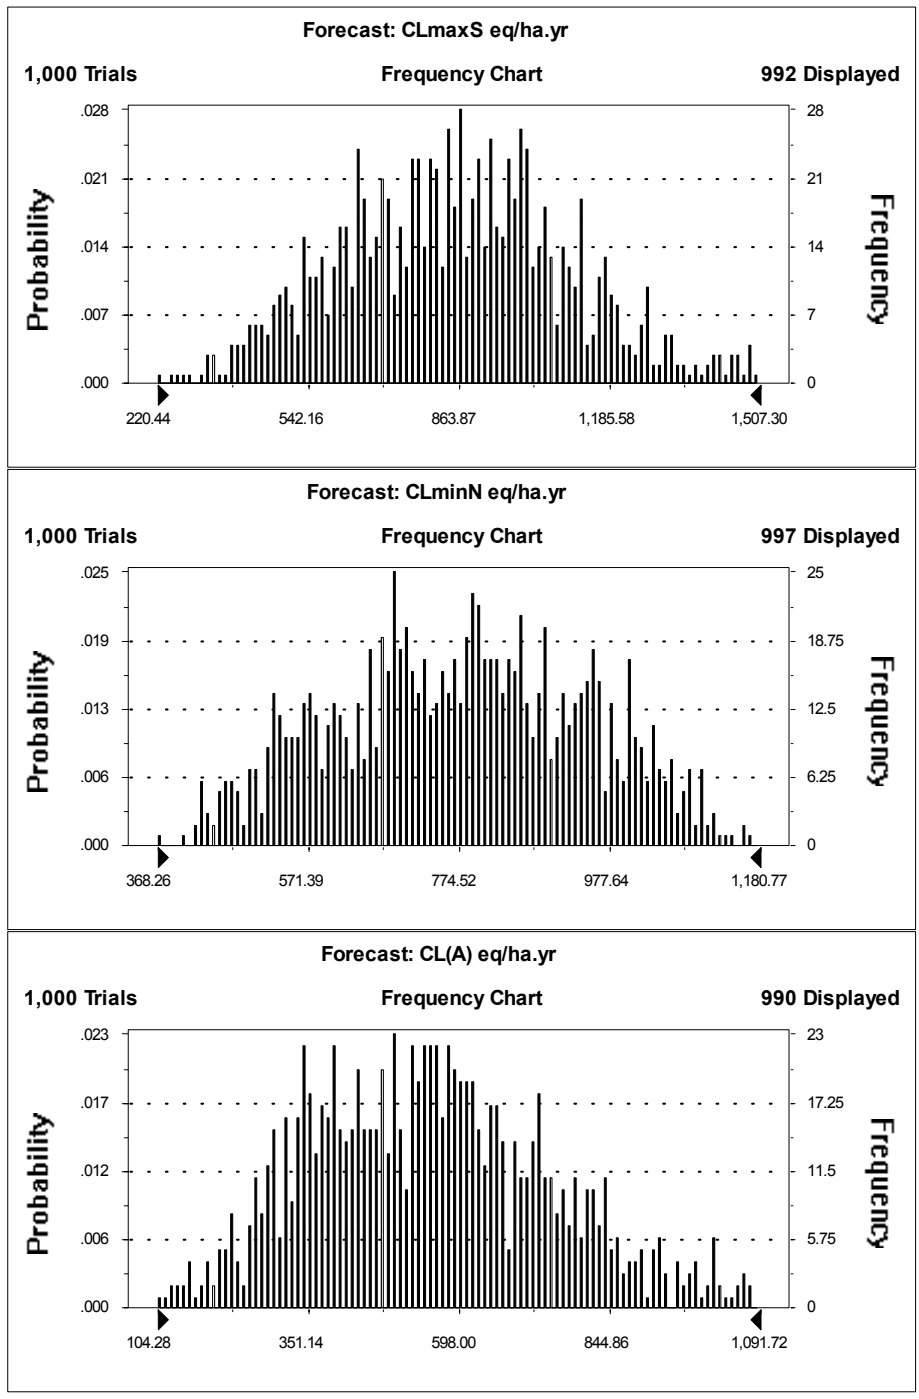 Forecast: CLmaxS eq/ha.yr
1,000 Trials Frequency Chart 992 Displayed
Probability
Frequency
.028 28
.021 21
.014 14
.007 7
.000 0
220.44 542.16 863.87 1,185.58 1,507.30
Forecast: CLminN eq/ha.yr
1,000 Trials Frequency Chart 997 Displayed
Probability
Frequency
.025 25
.019 18.75
.013 12.5
.006 6.25
.000 0
368.26 571.39 774.52 977.64 1,180.77
Forecast: CL(A) eq/ha.yr
1,000 Trials Frequency Chart 990 Displayed
Probability
Frequency
.023 23
.017 17.25
.012 11.5
.006 5.75
.000 0
104.28 351.14 598.00 844.86 1,091.72